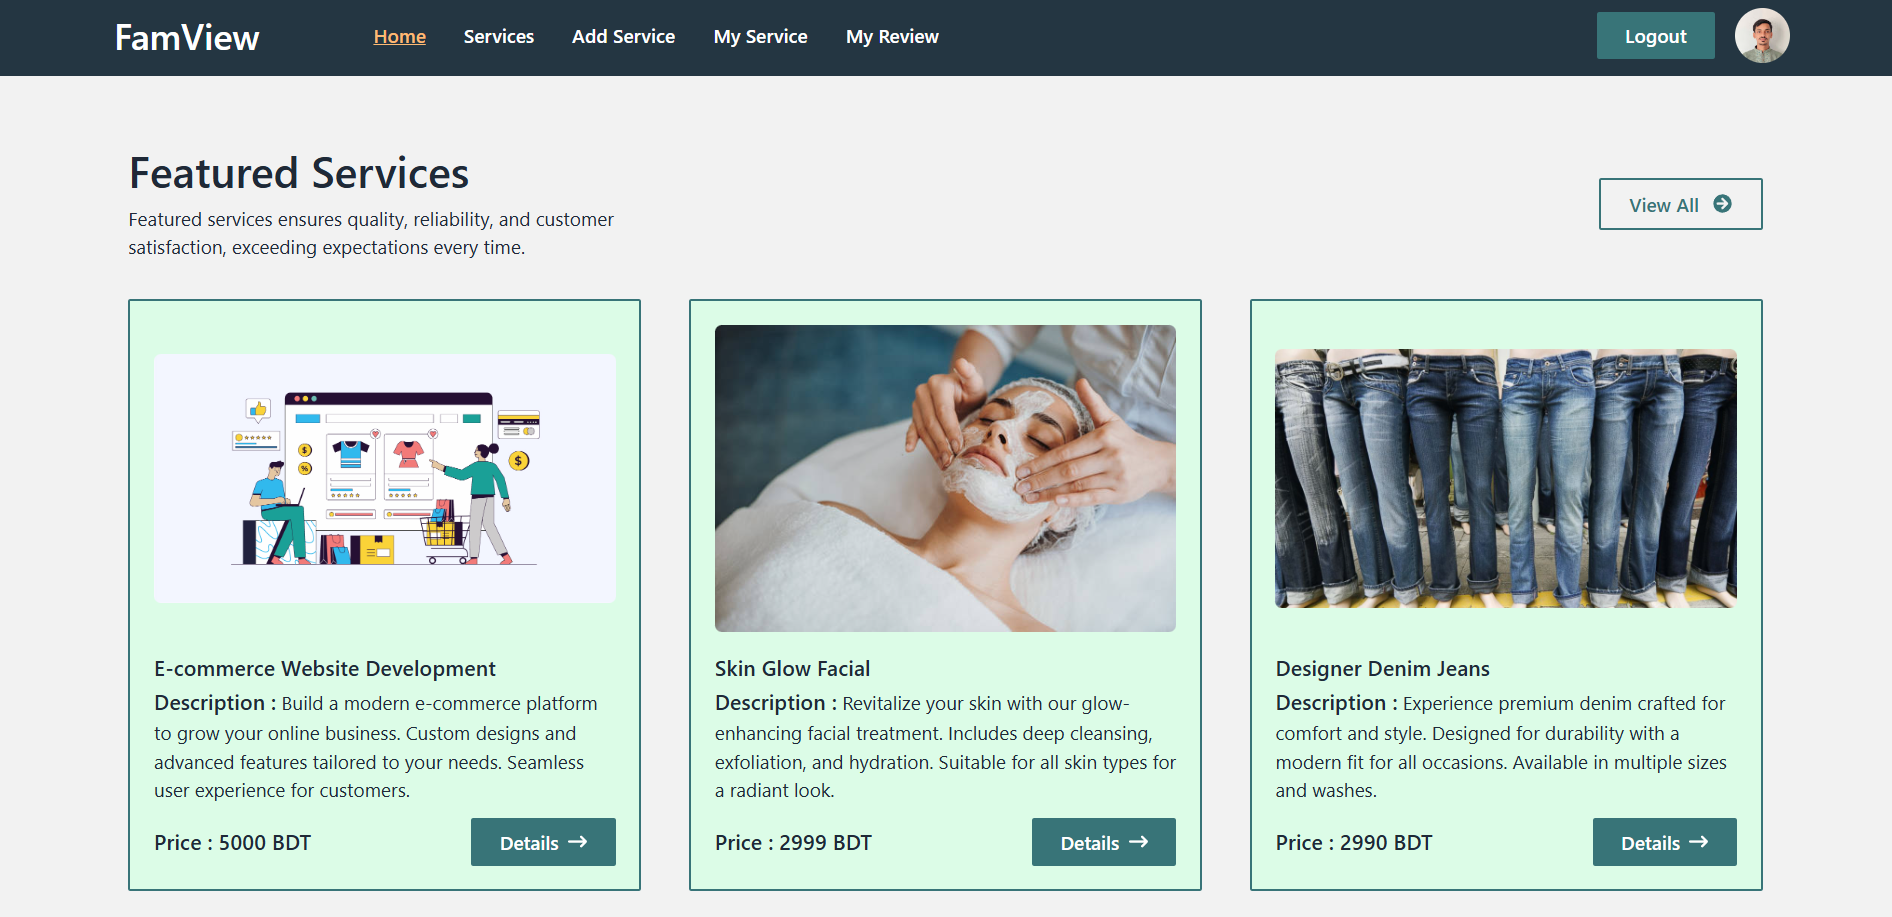 FamView
Home Services Add Service My Service My Review
Logout
Featured Services
Featured services ensures quality, reliability, and customer
satisfaction, exceeding expectations every time.
View All
E-commerce Website Development
Description : Build a modern e-commerce platform
to grow your online business. Custom designs and
advanced features tailored to your needs. Seamless
user experience for customers.
Price : 5000 BDT
Details
Skin Glow Facial
Description : Revitalize your skin with our glow-
enhancing facial treatment. Includes deep cleansing,
exfoliation, and hydration. Suitable for all skin types for
a radiant look.
Price : 2999 BDT
Details
Designer Denim Jeans
Description : Experience premium denim crafted for
comfort and style. Designed for durability with a
modern fit for all occasions. Available in multiple sizes
and washes.
Price : 2990 BDT
Details